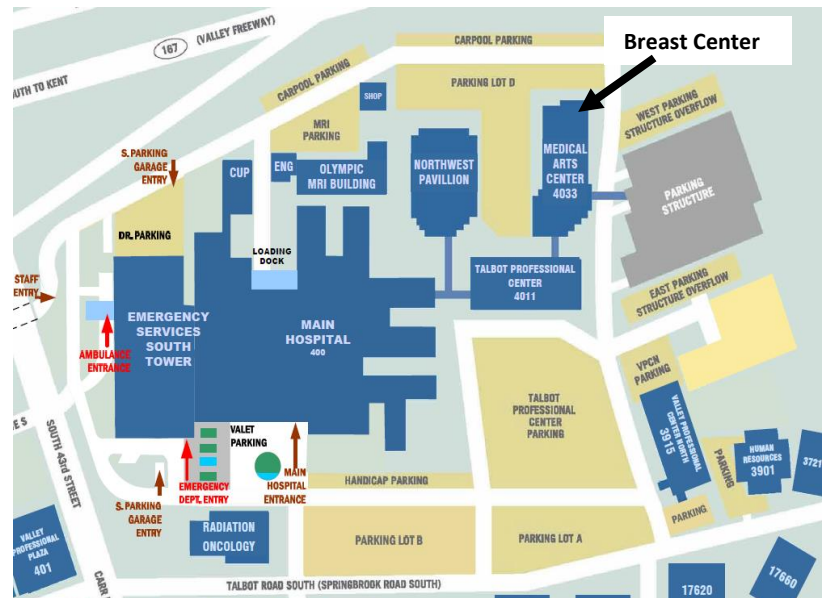 167
(VALLEY FREEWAY)
UTH TO KENT
CARPOOL PARKING
Breast Center
CARPOOL PARKING
PARKING LOT D
SHOP
MRI
PARKING
WEST PARKING
STRUCTURE OVERFLOW
S. PARKING
GARAGE
ENTRY
CUP
ENG
OLYMPIC
MRI BUILDING
NORTHWEST
PAVILLION
MEDICAL
ARTS
CENTER
4033
PARKING
STRUCTURE
DR. PARKING
LOADING
DOCK
TALBOT PROFESSIONAL
CENTER
4011
STAFF
ENTRY
EAST PARKING
STRUCTURE OVERFLOW
EMERGENCY
SERVICES
SOUTH
TOWER
MAIN
HOSPITAL
400
AMBULANCE
ENTRANCE
VPCN
PARKING
TALBOT
PROFESSIONAL
CENTER
PARKING
VALLEY PROFESSIONAL
CENTER NORTH
3915
E S
SOUTH 43rd STREET
VALET
PARKING
HUMAN
RESOURCES
3901
3721
PARKING
MAIN
HOSPITAL
ENTRANCE
HANDICAP PARKING
EMERGENCY
DEPT. ENTRY
S. PARKING
GARAGE
ENTRY
PARKING
RADIATION
ONCOLOGY
PARKING LOT B
PARKING LOT A
VALLEY
PROFESSIONAL
PLAZA
401
CARR
TALBOT ROAD SOUTH (SPRINGBROOK ROAD SOUTH)
17620
17660